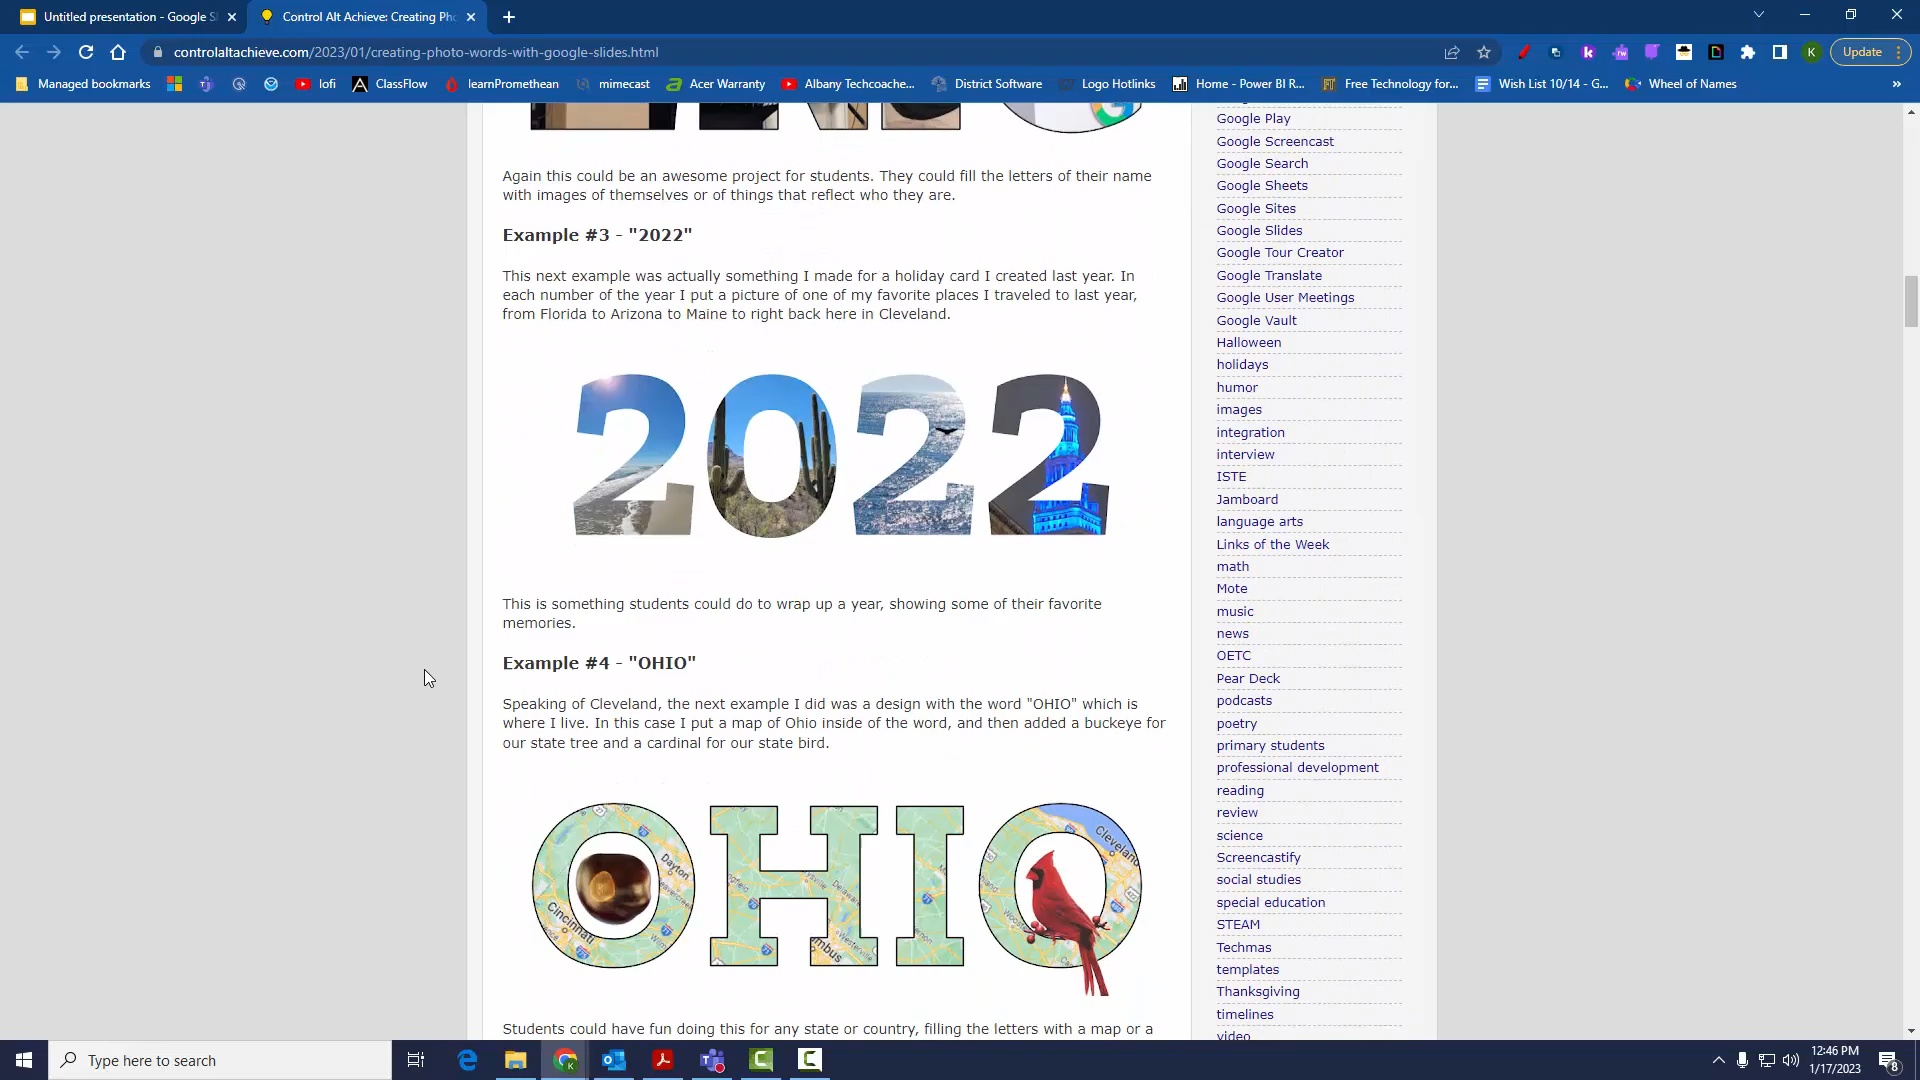 Untitled presentation - Google Sl
Control Alt Achieve: Creating Pho
controlaltachieve.com/2023/01/creating-photo-words-with-google-slides.html
K
Update
Managed bookmarks
lofi
ClassFlow
learnPromethean
mimecast
Acer Warranty
Albany Techcoache...
District Software
Logo Hotlinks
Home - Power BI R...
Free Technology for...
Wish List 10/14 - G...
Wheel of Names
»
Again this could be an awesome project for students. They could fill the letters of their name
with images of themselves or of things that reflect who they are.
Example #3 - "2022"
This next example was actually something I made for a holiday card I created last year. In
each number of the year I put a picture of one of my favorite places I traveled to last year,
from Florida to Arizona to Maine to right back here in Cleveland.
2022
This is something students could do to wrap up a year, showing some of their favorite
memories.
Example #4 - "OHIO"
Speaking of Cleveland, the next example I did was a design with the word "OHIO" which is
where I live. In this case I put a map of Ohio inside of the word, and then added a buckeye for
our state tree and a cardinal for our state bird.
OHIO
Dayton
Cincinnati
Cleveland
Students could have fun doing this for any state or country, filling the letters with a map or a
Google Play
Google Screencast
Google Search
Google Sheets
Google Sites
Google Slides
Google Tour Creator
Google Translate
Google User Meetings
Google Vault
Halloween
holidays
humor
images
integration
interview
ISTE
Jamboard
language arts
Links of the Week
math
Mote
music
news
OETC
Pear Deck
podcasts
poetry
primary students
professional development
reading
review
science
Screencastify
social studies
special education
STEAM
Techmas
templates
Thanksgiving
timelines
video
Type here to search
12:46 PM
1/17/2023
8